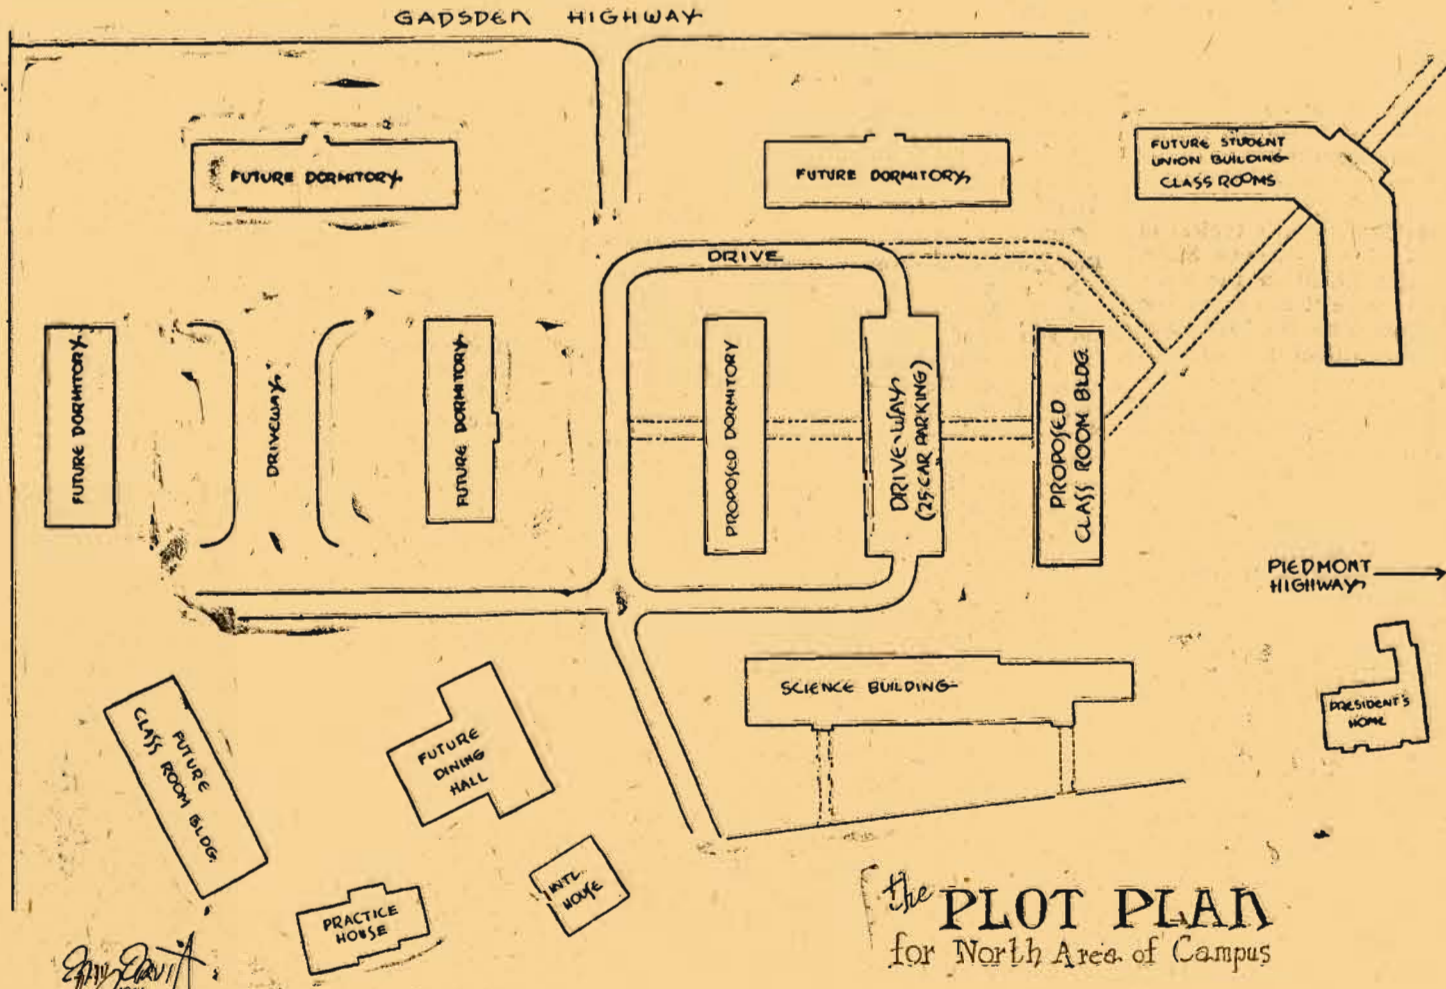 GADSDEN HIGHWAY
FUTURE DORMITORY
FUTURE DORMITORY
FUTURE STUDENT
UNION BUILDING
CLASS ROOMS
DRIVE
FUTURE DORMITORY
DRIVEWAY
FUTURE DORMITORY
PROPOSED DORMITORY
DRIVE-WAY
(25 CAR PARKING)
PROPOSED
CLASS ROOM BLDG.
PIEDMONT
HIGHWAY
SCIENCE BUILDING
PRESIDENT'S
HOME
FUTURE
CLASS ROOM BLDG.
FUTURE
DINING
HALL
INTL.
HOUSE
PRACTICE
HOUSE
the PLOT PLAN
for North Area of Campus